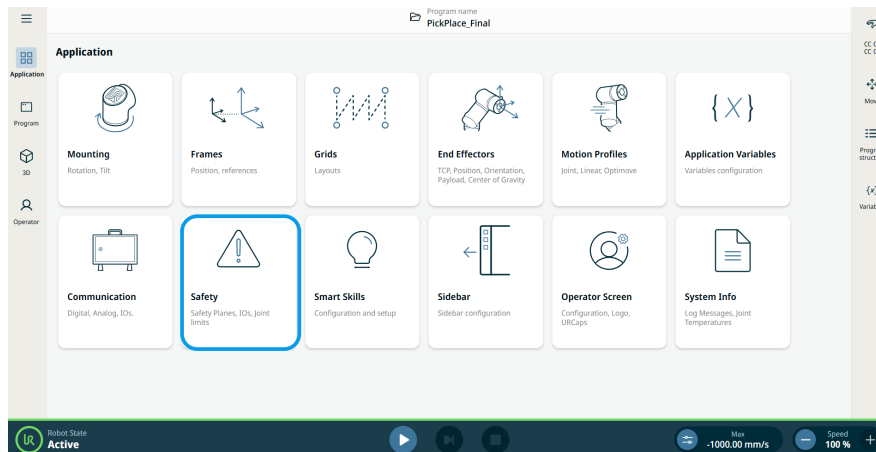 Program name
PickPlace_Final
Application
Application
Program
3D
Operator
Mounting
Rotation, Tilt
Frames
Position, references
Grids
Layouts
End Effectors
TCP, Position, Orientation,
Payload, Center of Gravity
Motion Profiles
Joint, Linear, Optimove
{X}
Application Variables
Variables configuration
Communication
Digital, Analog, IOs.
Safety
Safety Planes, IOs, Joint
limits
Smart Skills
Configuration and setup
Sidebar
Sidebar configuration
Operator Screen
Configuration, Logo,
URCaps
System Info
Log Messages, Joint
Temperatures
UR
Robot State
Active
Max
-1000.00 mm/s
Speed
100 %